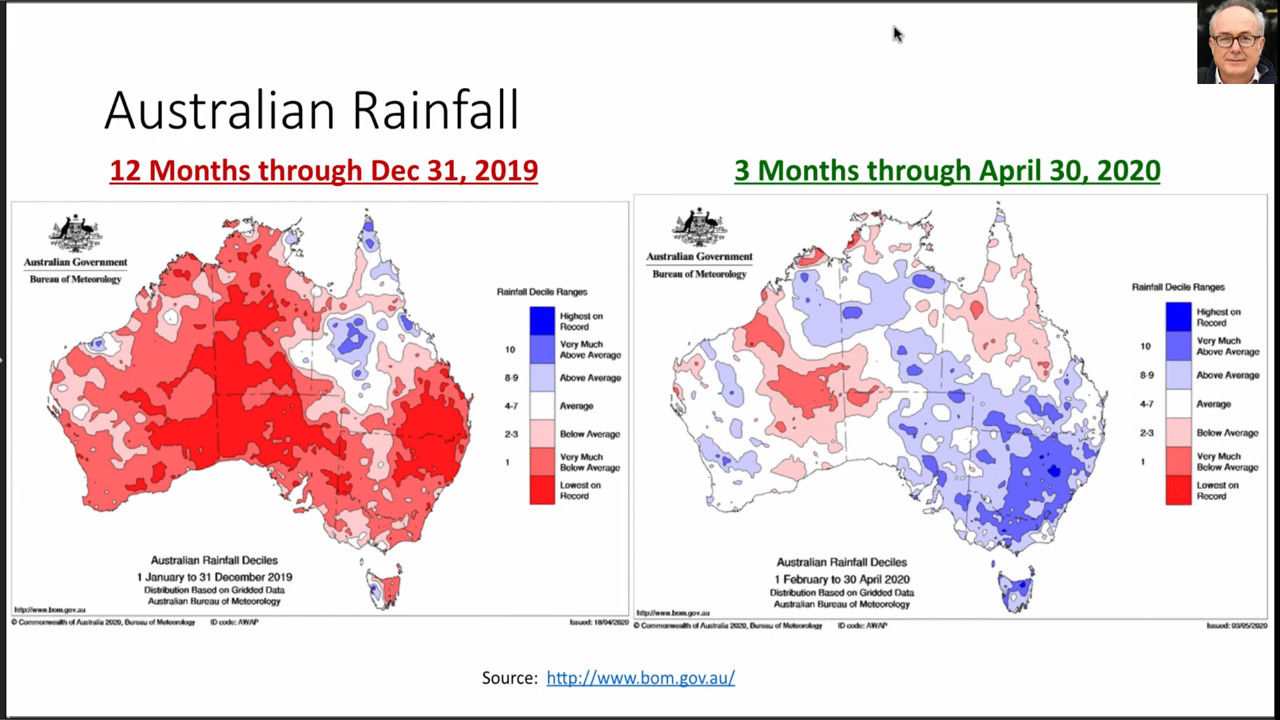 Australian Rainfall
12 Months through Dec 31, 2019
Australian Government
Bureau of Meteorology
Rainfall Decile Ranges
Highest on
Record
10
Very Much
Above Average
8-9
Above Average
4-7
Average
2-3
Below Average
1
Very Much
Below Average
Lowest on
Record
Australian Rainfall Deciles
1 January to 31 December 2019
Distribution Based on Gridded Data
Australian Bureau of Meteorology
http://www.bom.gov.au
© Commonwealth of Australia 2020, Bureau of Meteorology
ID code: AWAP
Issued: 18/04/2020
3 Months through April 30, 2020
Australian Government
Bureau of Meteorology
Rainfall Decile Ranges
Highest on
Record
10
Very Much
Above Average
8-9
Above Average
4-7
Average
2-3
Below Average
1
Very Much
Below Average
Lowest on
Record
Australian Rainfall Deciles
1 February to 30 April 2020
Distribution Based on Gridded Data
Australian Bureau of Meteorology
http://www.bom.gov.au
© Commonwealth of Australia 2020, Bureau of Meteorology
ID code: AWAP
Issued: 03/05/2020
Source: http://www.bom.gov.au/